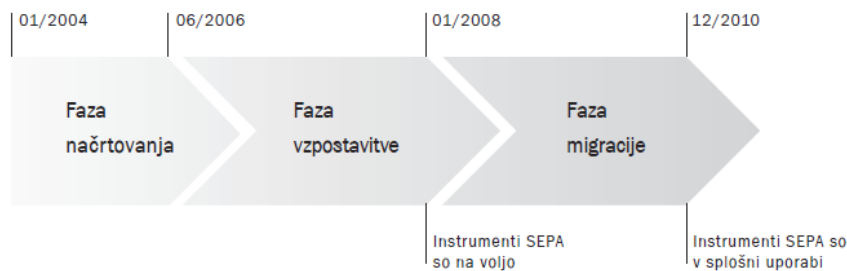 01/2004
06/2006
01/2008
12/2010
Faza
načrtovanja
Faza
vzpostavitve
Faza
migracije
Instrumenti SEPA
so na voljo
Instrumenti SEPA so
v splošni uporabi